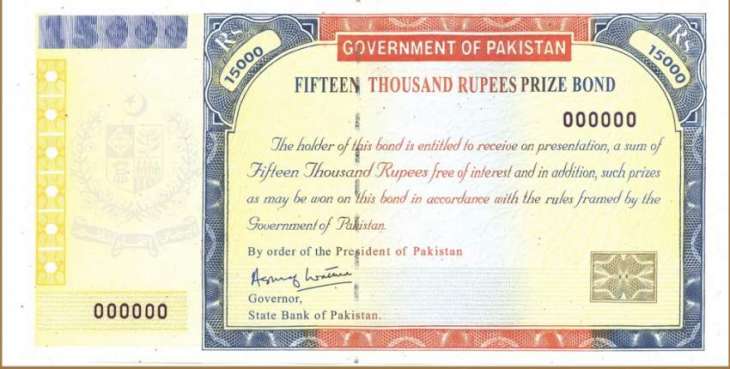 15000
Rs
15000
Rs
15000
GOVERNMENT OF PAKISTAN
FIFTEEN THOUSAND RUPEES PRIZE BOND
000000
The holder of this bond is entitled to receive on presentation, a sum of
Fifteen Thousand Rupees free of interest and in addition, such prizes
as may be won on this bond in accordance with the rules framed by the
Government of Pakistan.
By order of the President of Pakistan
Governor,
State Bank of Pakistan.
000000